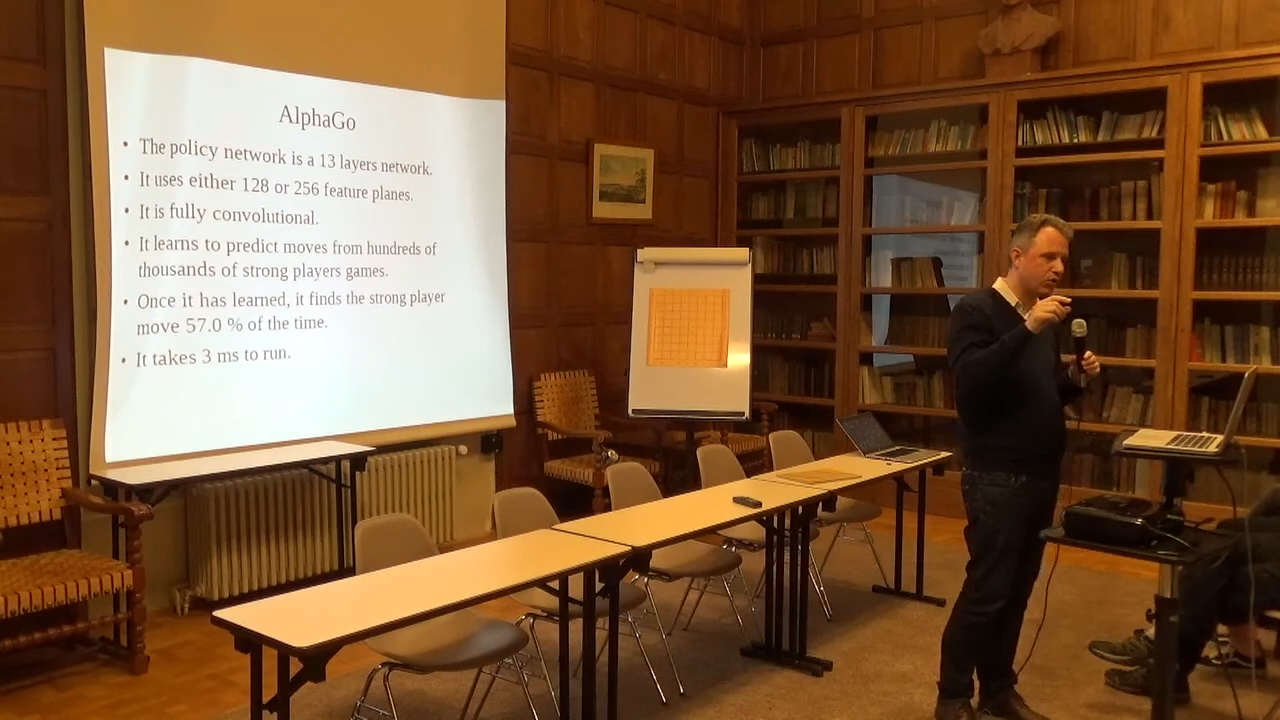 AlphaGo
• The policy network is a 13 layers network.
• It uses either 128 or 256 feature planes.
• It is fully convolutional.
• It learns to predict moves from hundreds of
thousands of strong players games.
• Once it has learned, it finds the strong player
move 57.0 % of the time.
• It takes 3 ms to run.